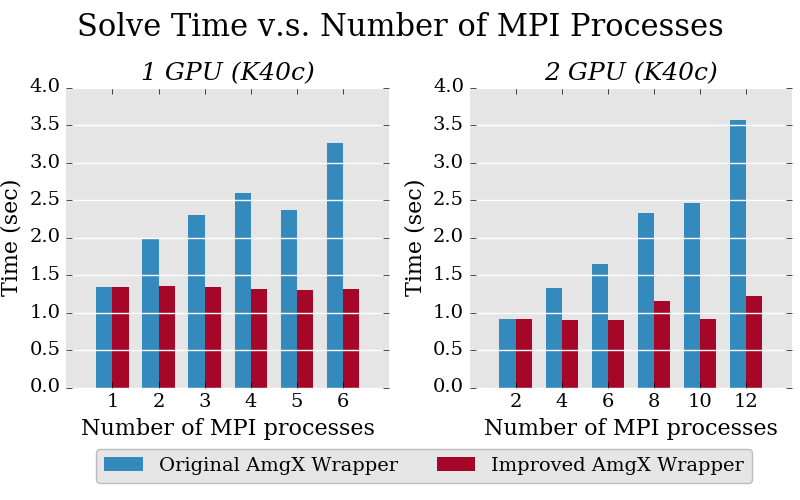 Solve Time v.s. Number of MPI Processes
1 GPU (K40c)
4.0
3.5
3.0
2.5
2.0
1.5
1.0
0.5
0.0
Time (sec)
1 2 3 4 5 6
Number of MPI processes
2 GPU (K40c)
4.0
3.5
3.0
2.5
2.0
1.5
1.0
0.5
0.0
Time (sec)
2 4 6 8 10 12
Number of MPI processes
Original AmgX Wrapper
Improved AmgX Wrapper